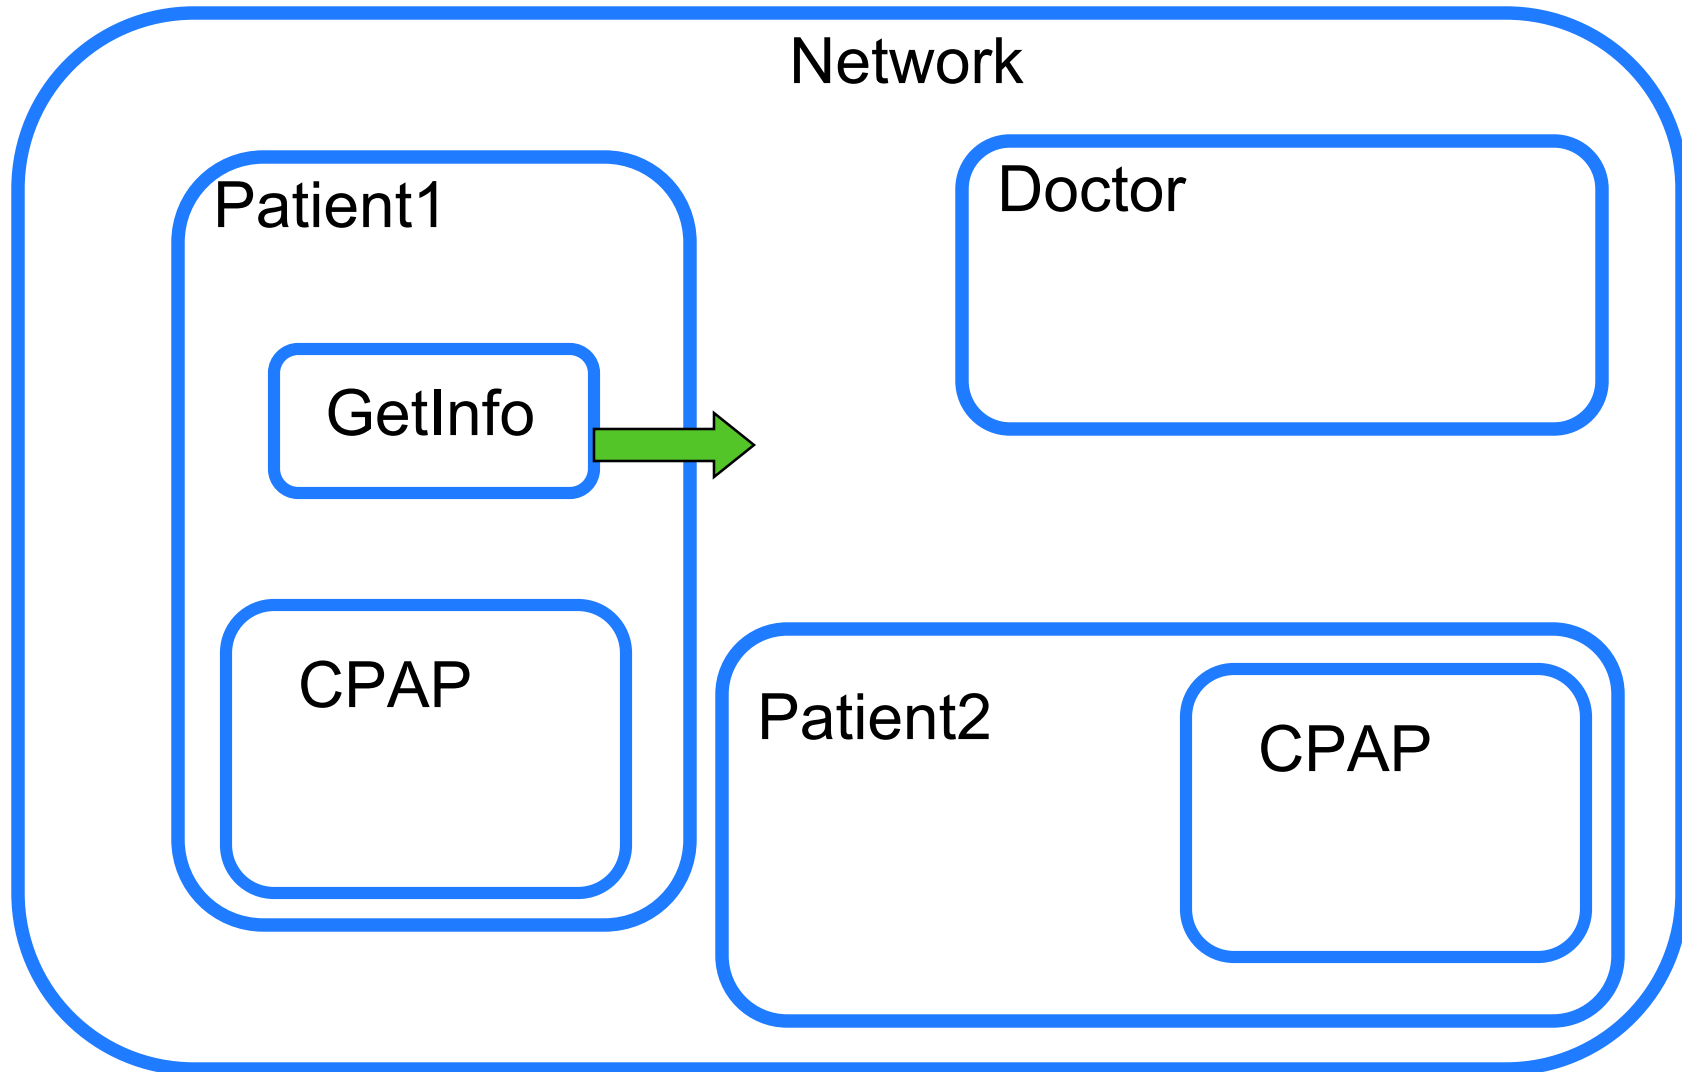 Network
Patient1
Doctor
GetInfo
CPAP
Patient2
CPAP